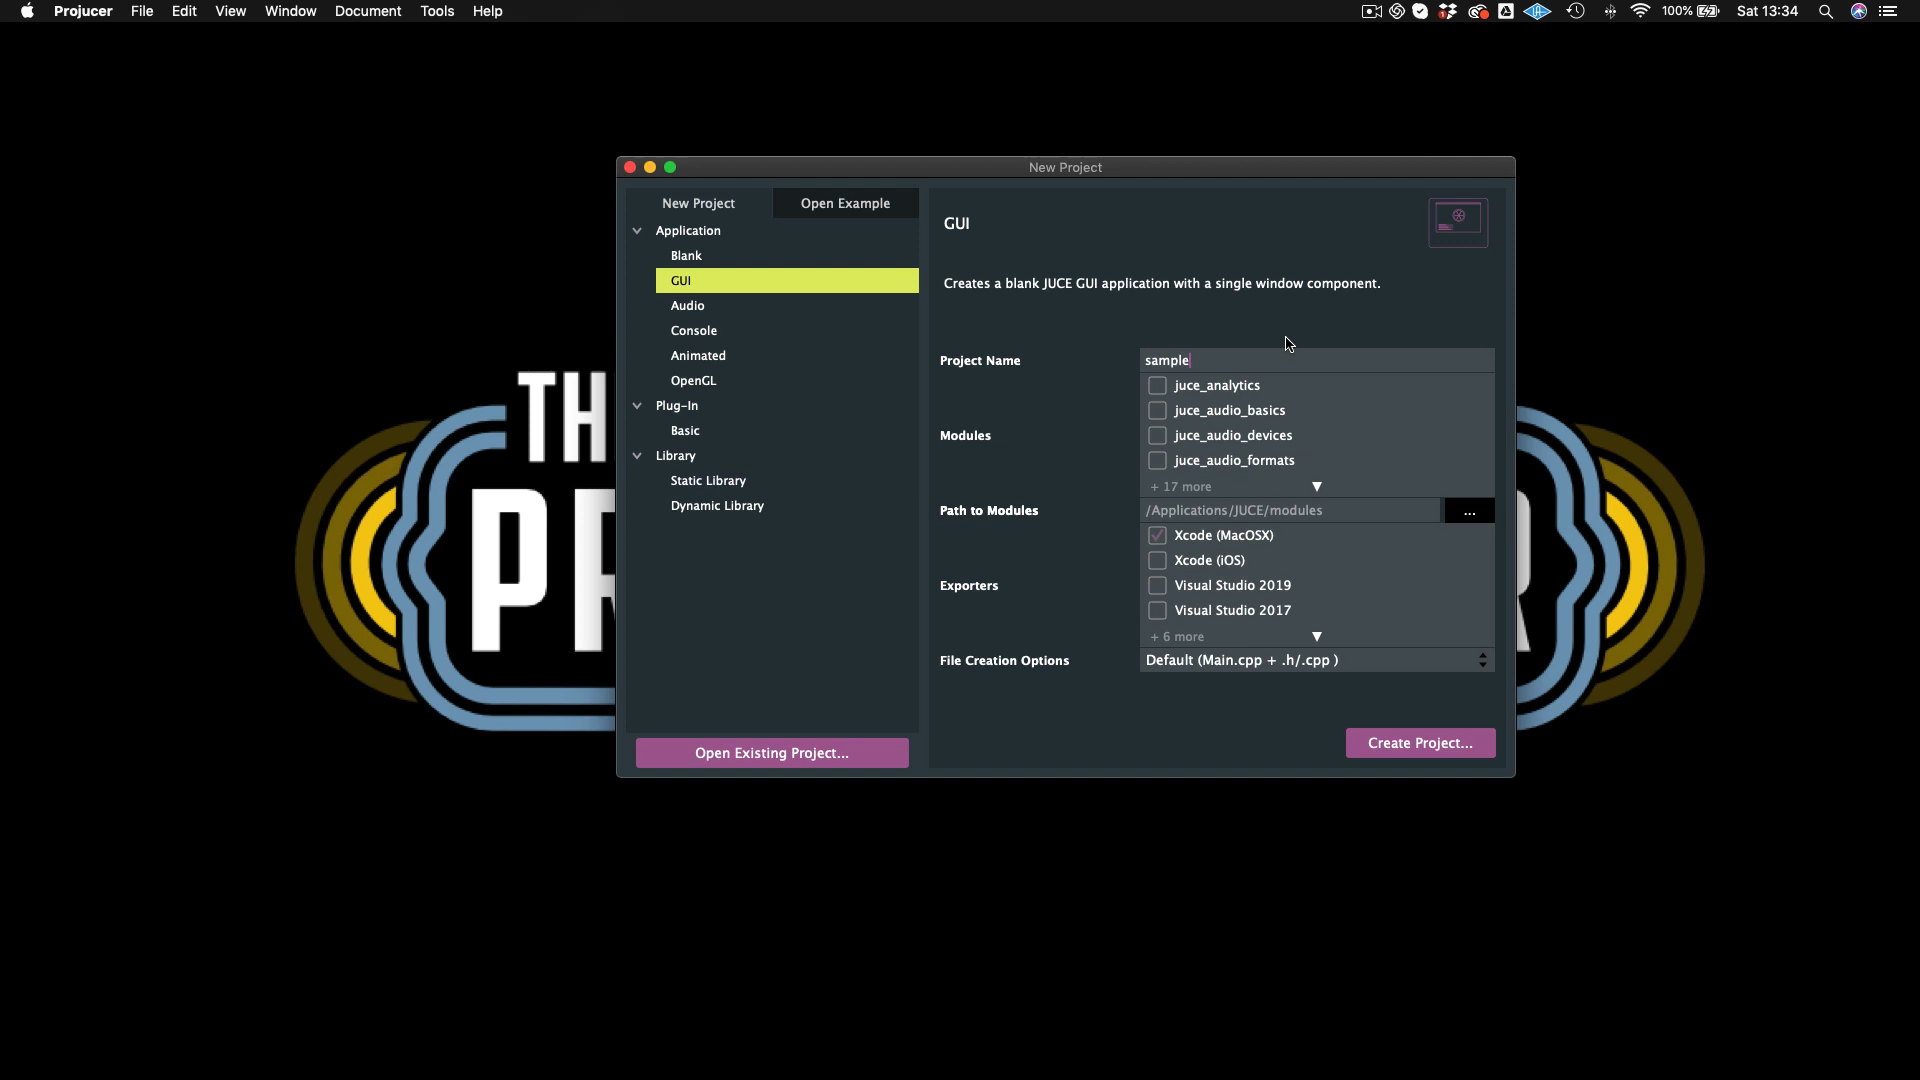 Projucer File Edit View Window Document Tools Help 100% Sat 13:34
New Project
New Project Open Example
Application
Blank
GUI
Audio
Console
Animated
OpenGL
Plug-In
Basic
Library
Static Library
Dynamic Library
Open Existing Project...
GUI
Creates a blank JUCE GUI application with a single window component.
Project Name sample
Modules
juce_analytics
juce_audio_basics
juce_audio_devices
juce_audio_formats
+ 17 more
Path to Modules /Applications/JUCE/modules ...
Exporters
Xcode (MacOSX)
Xcode (iOS)
Visual Studio 2019
Visual Studio 2017
+ 6 more
File Creation Options Default (Main.cpp + .h/.cpp )
Create Project...